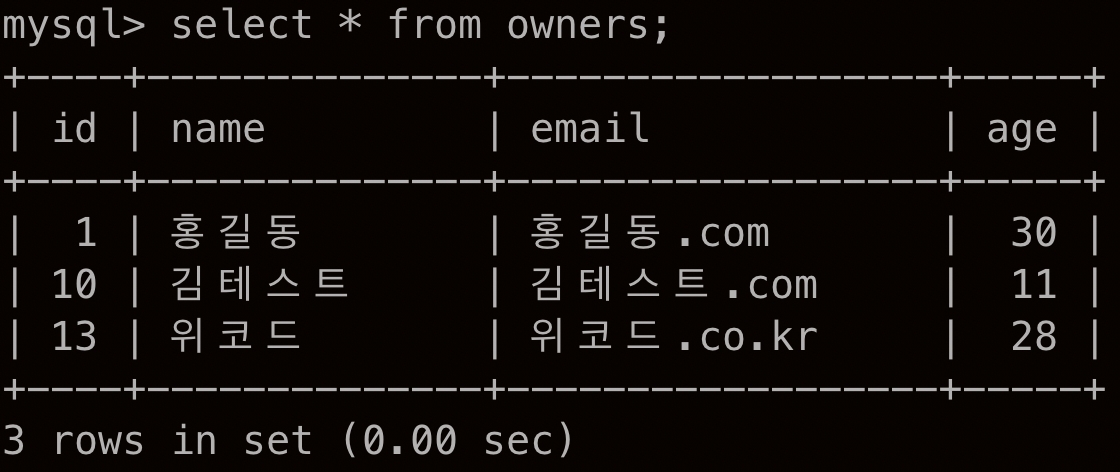 mysql> select * from owners;
+----+--------------+------------------+-----+
| id | name         | email            | age |
+----+--------------+------------------+-----+
|  1 | 홍길동       | 홍길동.com       |  30 |
| 10 | 김테스트     | 김테스트.com     |  11 |
| 13 | 위코드       | 위코드.co.kr     |  28 |
+----+--------------+------------------+-----+
3 rows in set (0.00 sec)